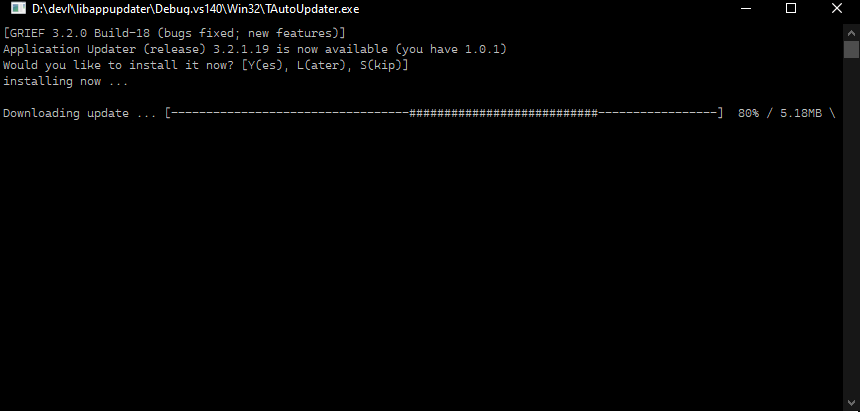 D:\devl\libappupdater\Debug.vs140\Win32\TAutoUpdater.exe
[GRIEF 3.2.0 Build-18 (bugs fixed; new features)]
Application Updater (release) 3.2.1.19 is now available (you have 1.0.1)
Would you like to install it now? [Y(es), L(ater), S(kip)]
installing now ...
Downloading update ... [----------------------------------###########################-----------------]  80% / 5.18MB \